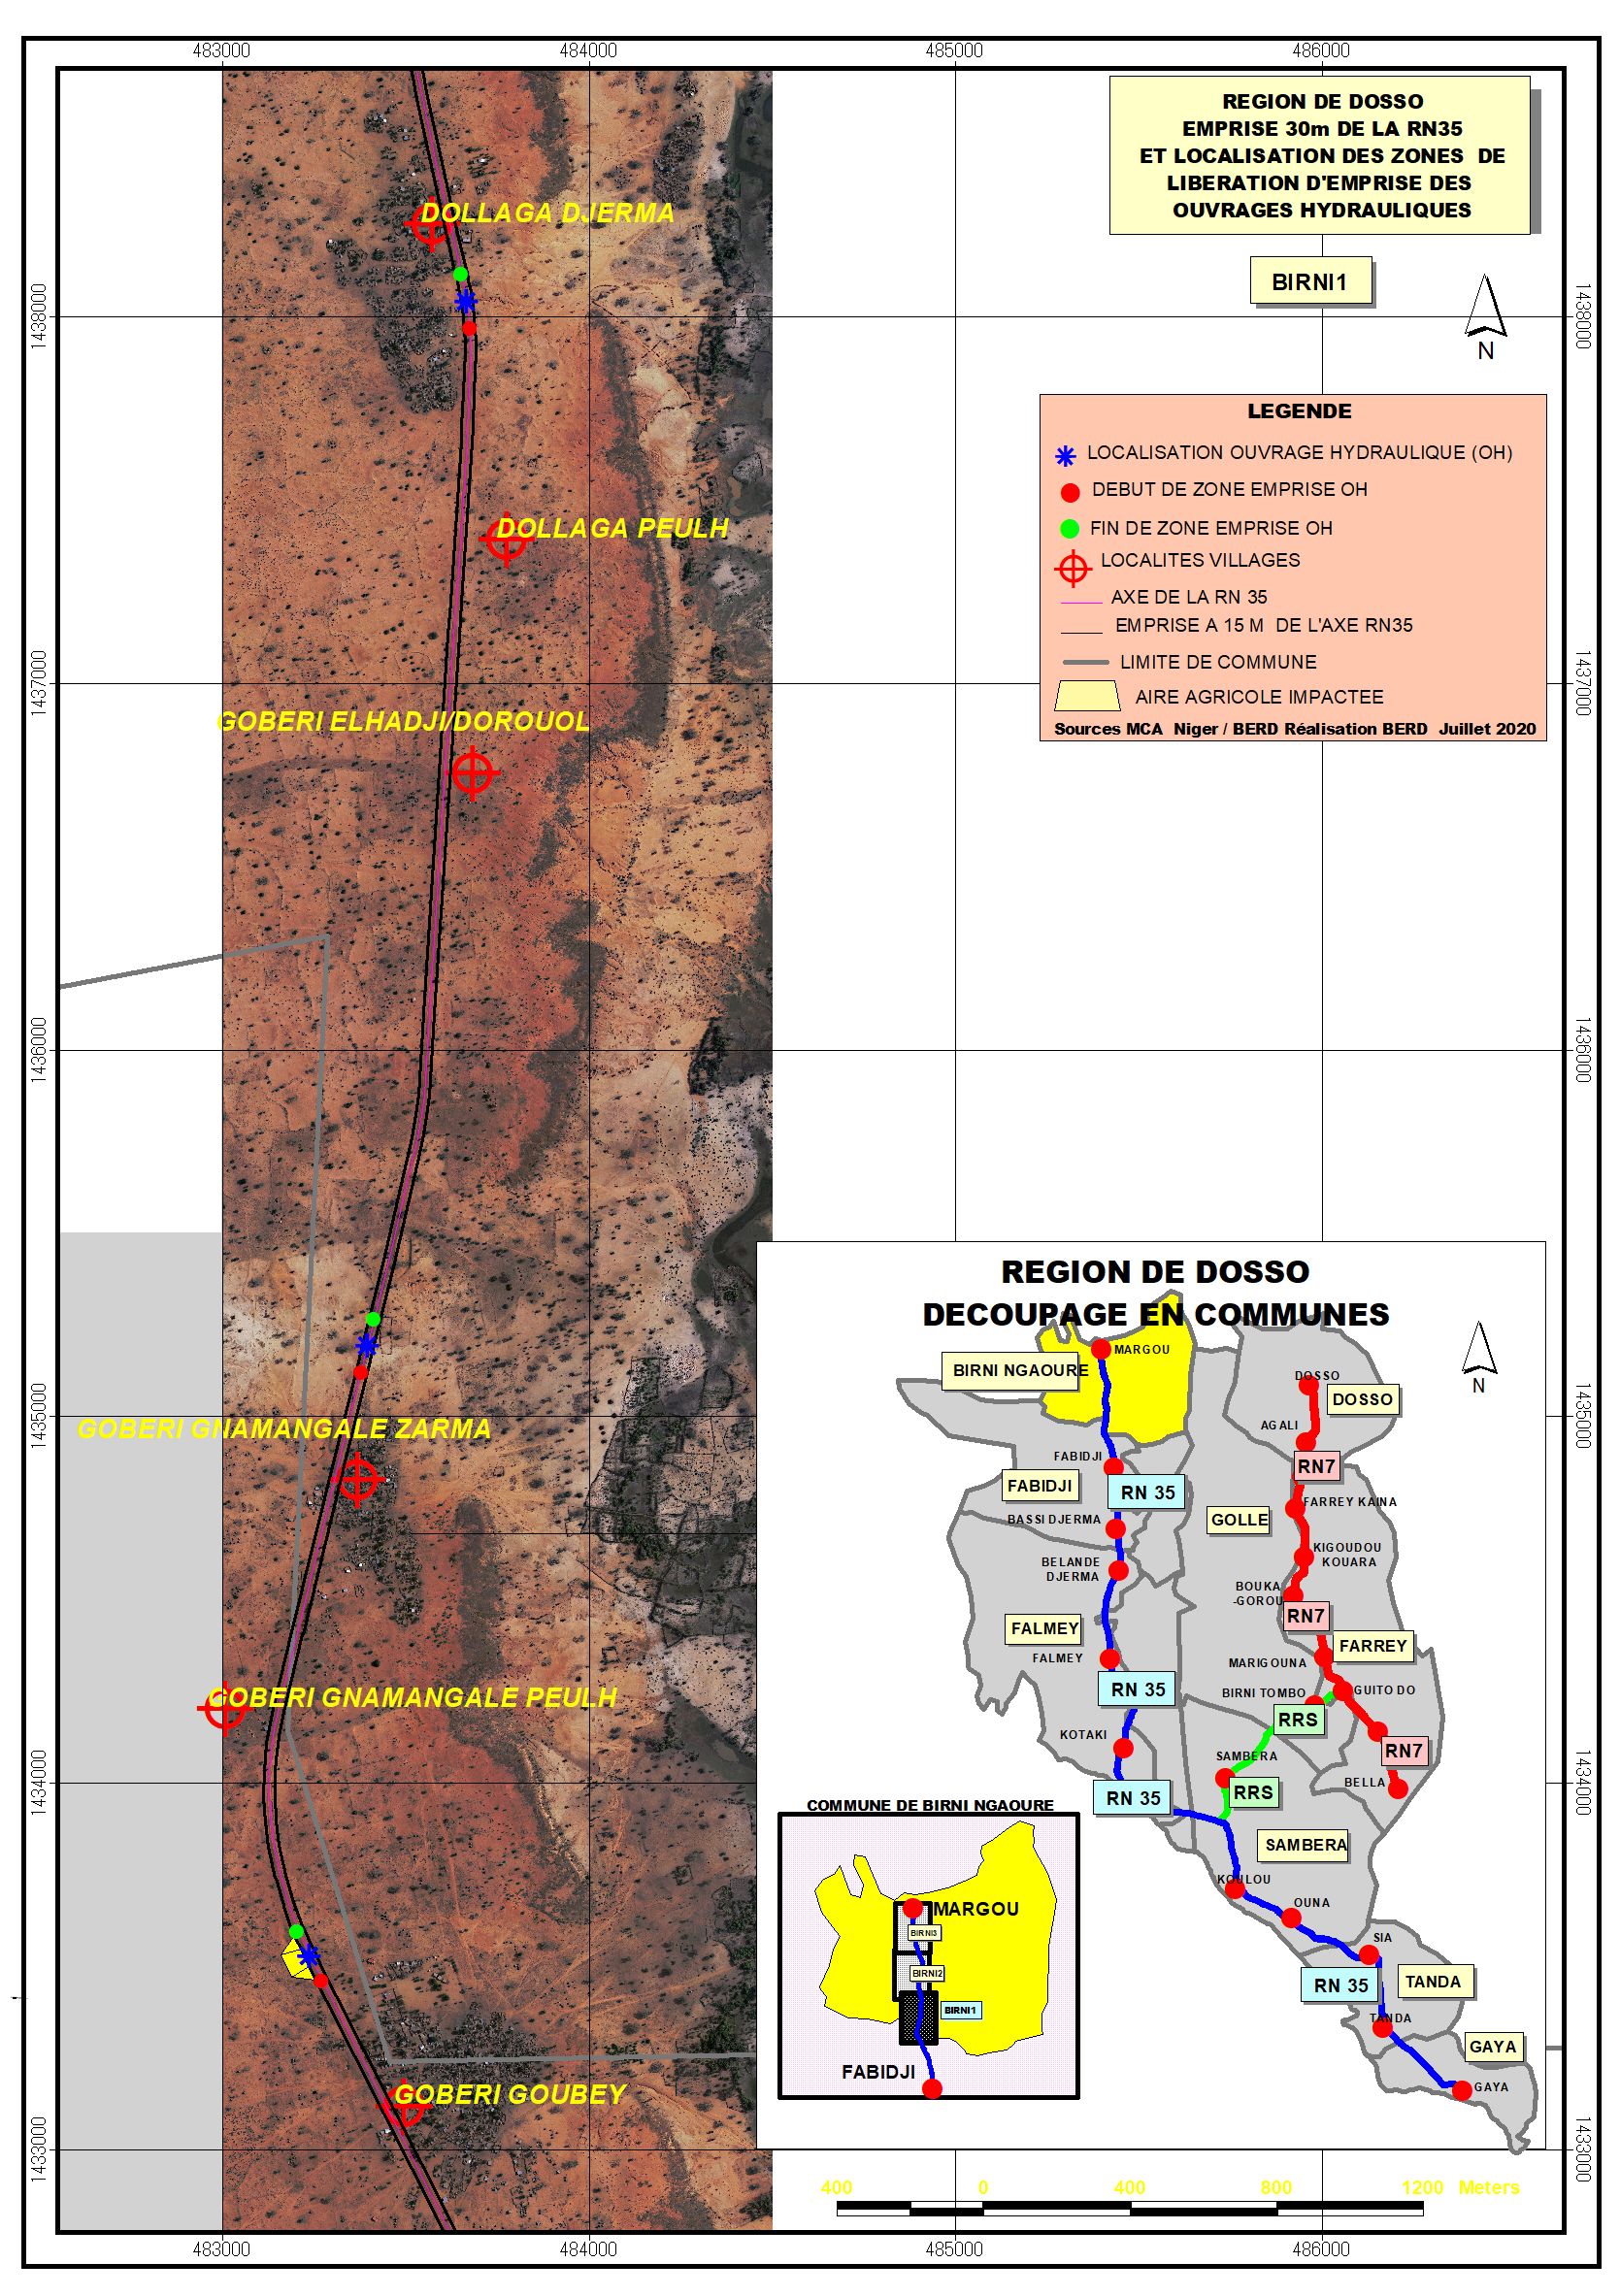 483000
484000
485000
486000
REGION DE DOSSO
EMPRISE 30m DE LA RN35
ET LOCALISATION DES ZONES DE
LIBERATION D'EMPRISE DES
OUVRAGES HYDRAULIQUES
BIRNI1
N
1438000
1438000
DOLLAGA DJERMA
LEGENDE
LOCALISATION OUVRAGE HYDRAULIQUE (OH)
DEBUT DE ZONE EMPRISE OH
FIN DE ZONE EMPRISE OH
LOCALITES VILLAGES
AXE DE LA RN 35
EMPRISE A 15 M DE L'AXE RN35
LIMITE DE COMMUNE
AIRE AGRICOLE IMPACTEE
Sources MCA Niger / BERD Réalisation BERD Juillet 2020
DOLLAGA PEULH
1437000
1437000
GOBERI ELHADJI/DOROUOL
1436000
1436000
1435000
1435000
GOBERI GNAMANGALE ZARMA
GOBERI GNAMANGALE PEULH
1434000
1434000
GOBERI GOUBEY
1433000
1433000
REGION DE DOSSO
DECOUPAGE EN COMMUNES
N
MARGOU
BIRNI NGAOURE
DOSSO
DOSSO
AGALI
FABIDJI
RN7
FABIDJI
RN 35
FARREY KAINA
BASSI DJERMA
GOLLE
KIGOUDOU
KOUARA
BELANDE
DJERMA
BOUKA
-GOROU
RN7
FALMEY
FARREY
FALMEY
MARIGOUNA
RN 35
BIRNI TOMBO
GUITODO
RRS
KOTAKI
SAMBERA
RN7
BELLA
RN 35
RRS
SAMBERA
KOULOU
OUNA
SIA
RN 35
TANDA
TANDA
GAYA
GAYA
COMMUNE DE BIRNI NGAOURE
MARGOU
BIRNI3
BIRNI2
BIRNI1
FABIDJI
400
0
400
800
1200 Meters
483000
484000
485000
486000